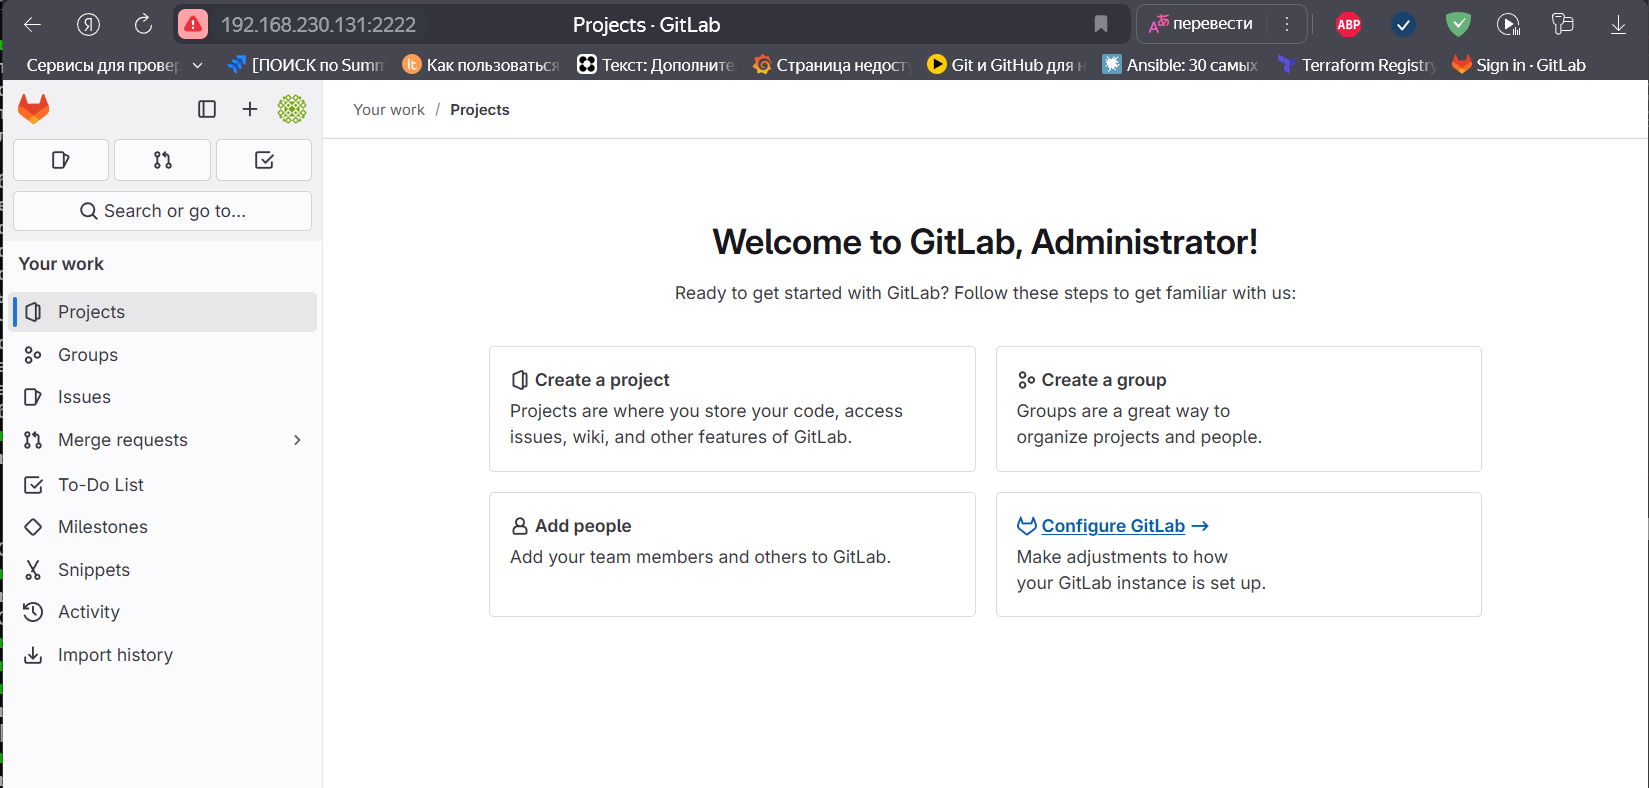 192.168.230.131:2222
Projects · GitLab
перевести
ABP
Сервисы для провер
[ПОИСК по Sumn
lt Как пользоваться
Текст: Дополните
Страница недосту
Git и GitHub для н
Ansible: 30 самых
Terraform Registry
Sign in · GitLab
Your work / Projects
Search or go to...
Your work
Projects
Groups
Issues
Merge requests
To-Do List
Milestones
Snippets
Activity
Import history
Welcome to GitLab, Administrator!
Ready to get started with GitLab? Follow these steps to get familiar with us:
Create a project
Projects are where you store your code, access
issues, wiki, and other features of GitLab.
Create a group
Groups are a great way to
organize projects and people.
Add people
Add your team members and others to GitLab.
Configure GitLab →
Make adjustments to how
your GitLab instance is set up.